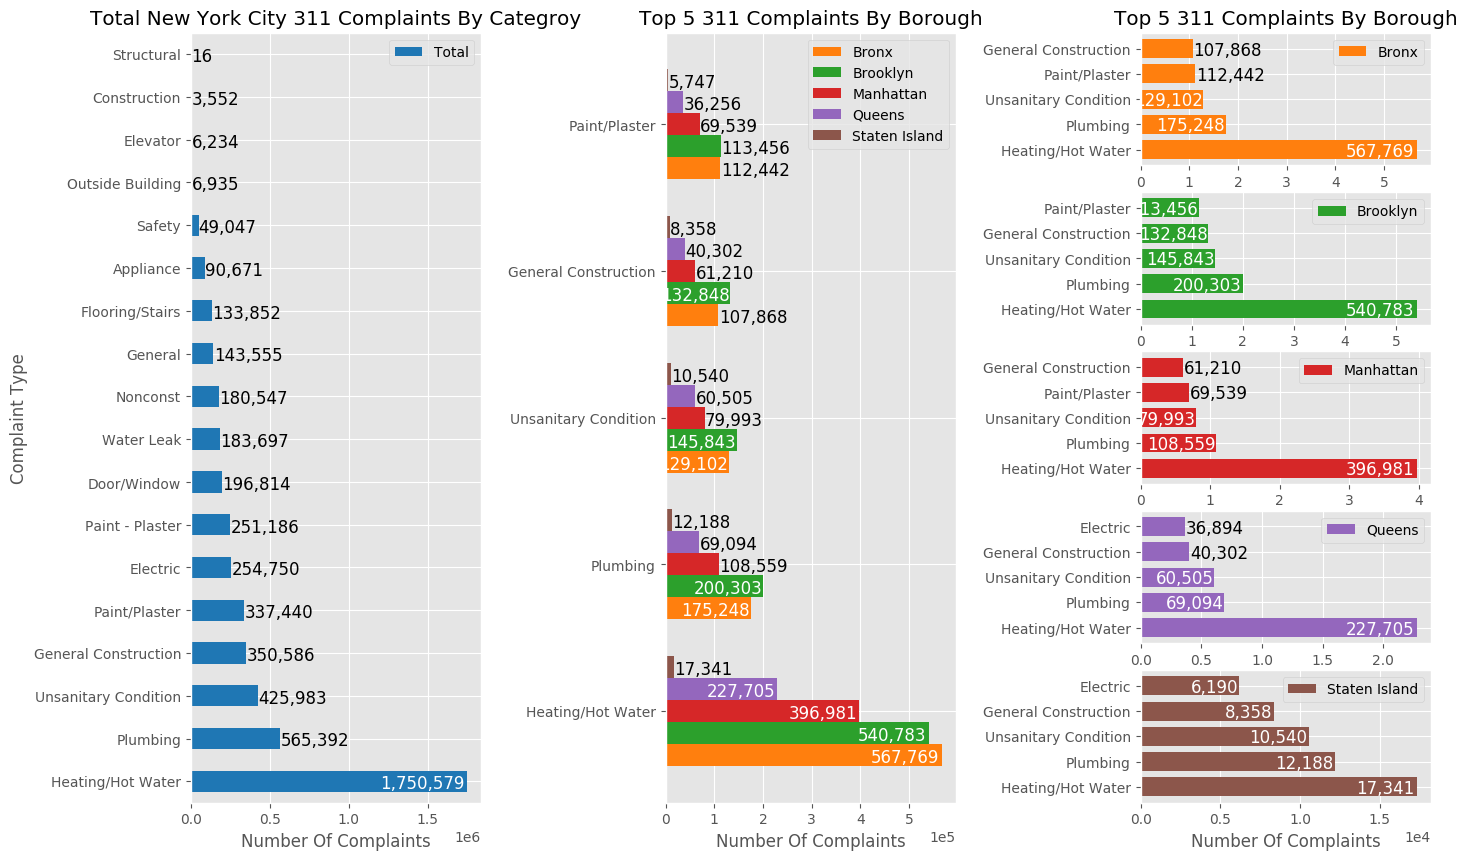 Total New York City 311 Complaints By Categroy
Total
Structural 16
Construction 3,552
Elevator 6,234
Outside Building 6,935
Safety 49,047
Appliance 90,671
Flooring/Stairs 133,852
General 143,555
Nonconst 180,547
Water Leak 183,697
Door/Window 196,814
Paint - Plaster 251,186
Electric 254,750
Paint/Plaster 337,440
General Construction 350,586
Unsanitary Condition 425,983
Plumbing 565,392
Heating/Hot Water 1,750,579
0.0 0.5 1.0 1.5
1e6
Number Of Complaints
Complaint Type
Top 5 311 Complaints By Borough
Bronx
Brooklyn
Manhattan
Queens
Staten Island
5,747
36,256
Paint/Plaster 69,539
113,456
112,442
8,358
40,302
General Construction 61,210
132,848
107,868
10,540
60,505
Unsanitary Condition 79,993
145,843
129,102
12,188
69,094
Plumbing 108,559
200,303
175,248
17,341
227,705
Heating/Hot Water 396,981
540,783
567,769
0 1 2 3 4 5
1e5
Number Of Complaints
Top 5 311 Complaints By Borough
Bronx
General Construction 107,868
Paint/Plaster 112,442
Unsanitary Condition 129,102
Plumbing 175,248
Heating/Hot Water 567,769
0 1 2 3 4 5
Brooklyn
Paint/Plaster 113,456
General Construction 132,848
Unsanitary Condition 145,843
Plumbing 200,303
Heating/Hot Water 540,783
0 1 2 3 4 5
Manhattan
General Construction 61,210
Paint/Plaster 69,539
Unsanitary Condition 79,993
Plumbing 108,559
Heating/Hot Water 396,981
0 1 2 3 4
Queens
Electric 36,894
General Construction 40,302
Unsanitary Condition 60,505
Plumbing 69,094
Heating/Hot Water 227,705
0.0 0.5 1.0 1.5 2.0
Staten Island
Electric 6,190
General Construction 8,358
Unsanitary Condition 10,540
Plumbing 12,188
Heating/Hot Water 17,341
0.0 0.5 1.0 1.5
1e4
Number Of Complaints